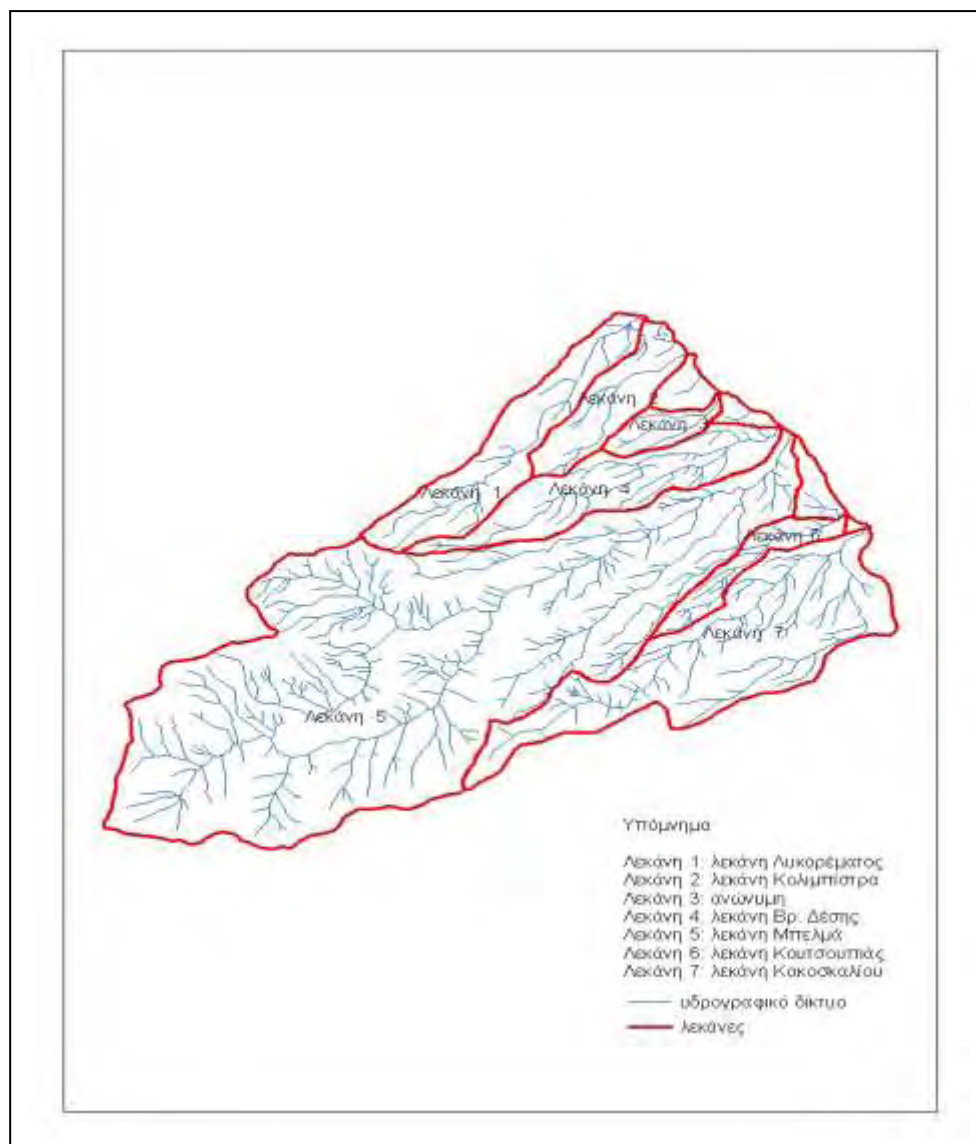 Λεκάνη 2
Λεκάνη 3
Λεκάνη 1
Λεκάνη 4
Λεκάνη 6
Λεκάνη 7
Λεκάνη 5
Υπόμνημα
Λεκάνη 1: λεκάνη Λυκορέματος
Λεκάνη 2: λεκάνη Κολιμπίστρα
Λεκάνη 3: ανώνυμη
Λεκάνη 4: λεκάνη Βρ. Δέσης
Λεκάνη 5: λεκάνη Μπελμά
Λεκάνη 6: λεκάνη Κουτσουπιάς
Λεκάνη 7: λεκάνη Κακοσκαλίου
υδρογραφικό δίκτυο
λεκάνες